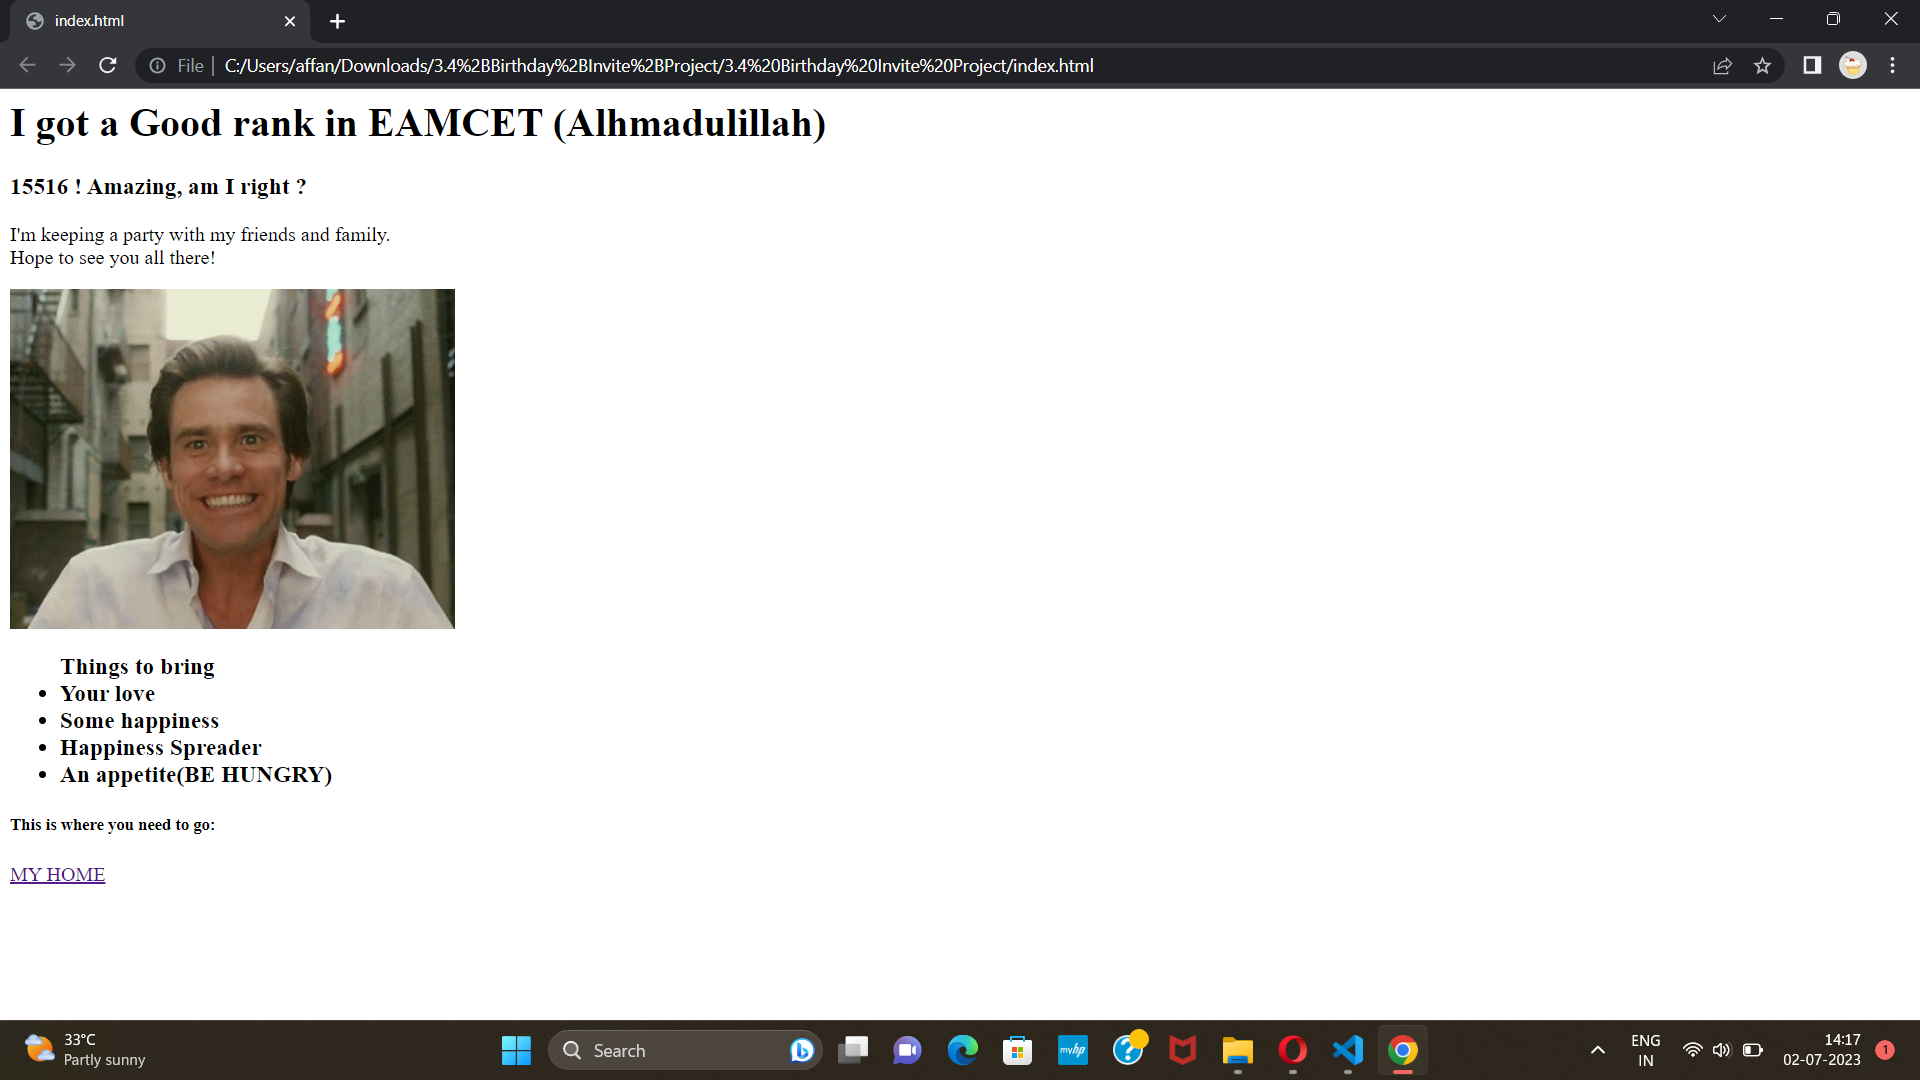 index.html
File
C:/Users/affan/Downloads/3.4%2BBirthday%2BInvite%2BProject/3.4%20Birthday%20Invite%20Project/index.html
I got a Good rank in EAMCET (Alhmadulillah)
15516 ! Amazing, am I right ?
I'm keeping a party with my friends and family.
Hope to see you all there!
Things to bring
Your love
Some happiness
Happiness Spreader
An appetite(BE HUNGRY)
This is where you need to go:
MY HOME
33°C
Partly sunny
Search
myhp
ENG
IN
14:17
02-07-2023
1